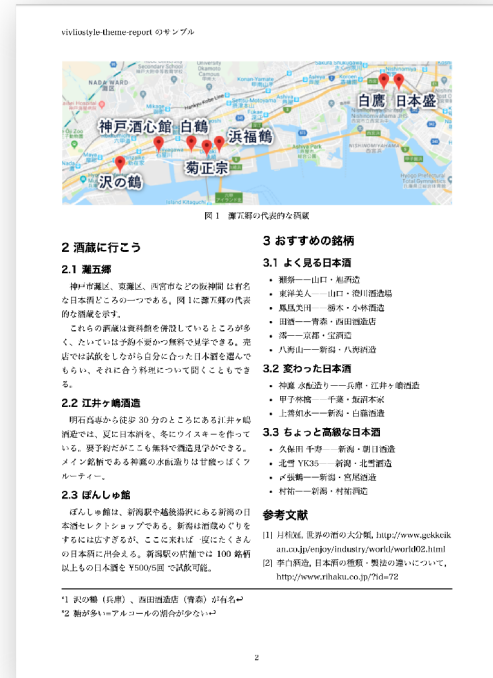 vivliostyle-theme-report のサンプル
白鷹 日本盛
神戸酒心館 白鶴 浜福鶴
菊正宗
沢の鶴
図 1 灘五郷の代表的な酒蔵
2 酒蔵に行こう
2.1 灘五郷
神戸市灘区、東灘区、西宮市などの阪神間 は有名
な日本酒どころの一つである。図 1に灘五郷の代表
的な酒蔵を示す。
これらの酒蔵は資料館を併設しているところが多
く、たいていは予約不要かつ無料で見学できる。売
店では試飲をしながら自分に合った日本酒を選んで
もらい、それに合う料理について聞くこともでき
る。
2.2 江井ヶ嶋酒造
明石高専から徒歩 30 分のところにある江井ヶ嶋
酒造では、夏に日本酒を、冬にウイスキーを作って
いる。要予約だがここも無料で酒造見学ができる。
メイン銘柄である神鷹の水酛造りは甘酸っぱくフ
ルーティー。
2.3 ぽんしゅ館
ぽんしゅ館は、新潟駅や越後湯沢にある新潟の日
本酒セレクトショップである。新潟は酒蔵めぐりを
するには広すぎるが、ここに来れば一度にたくさん
の日本酒に出会える。新潟駅の店舗では 100 銘柄
以上もの日本酒を ¥500/5回 で試飲可能。
3 おすすめの銘柄
3.1 よく見る日本酒
• 獺祭——山口・旭酒造
• 東洋美人——山口・澄川酒造場
• 鳳凰美田——栃木・小林酒造
• 田酒——青森・西田酒造店
• 澪——京都・宝酒造
• 八海山——新潟・八海酒造
3.2 変わった日本酒
• 神鷹 水酛造り——兵庫・江井ヶ嶋酒造
• 甲子林檎——千葉・飯沼本家
• 上善如水——新潟・白瀧酒造
3.3 ちょっと高級な日本酒
• 久保田 千寿——新潟・朝日酒造
• 北雪 YK35——新潟・北雪酒造
• 〆張鶴——新潟・宮尾酒造
• 村祐——新潟・村祐酒造
参考文献
[1] 月桂冠, 世界の酒の大分類, http://www.gekkeik
an.co.jp/enjoy/industry/world/world02.html
[2] 李白酒造, 日本酒の種類・製法の違いについて,
http://www.rihaku.co.jp/?id=72
*1 沢の鶴（兵庫）、西田酒造店（青森）が有名↩
*2 軸が多い=アルコールの割合が少ない↩
2